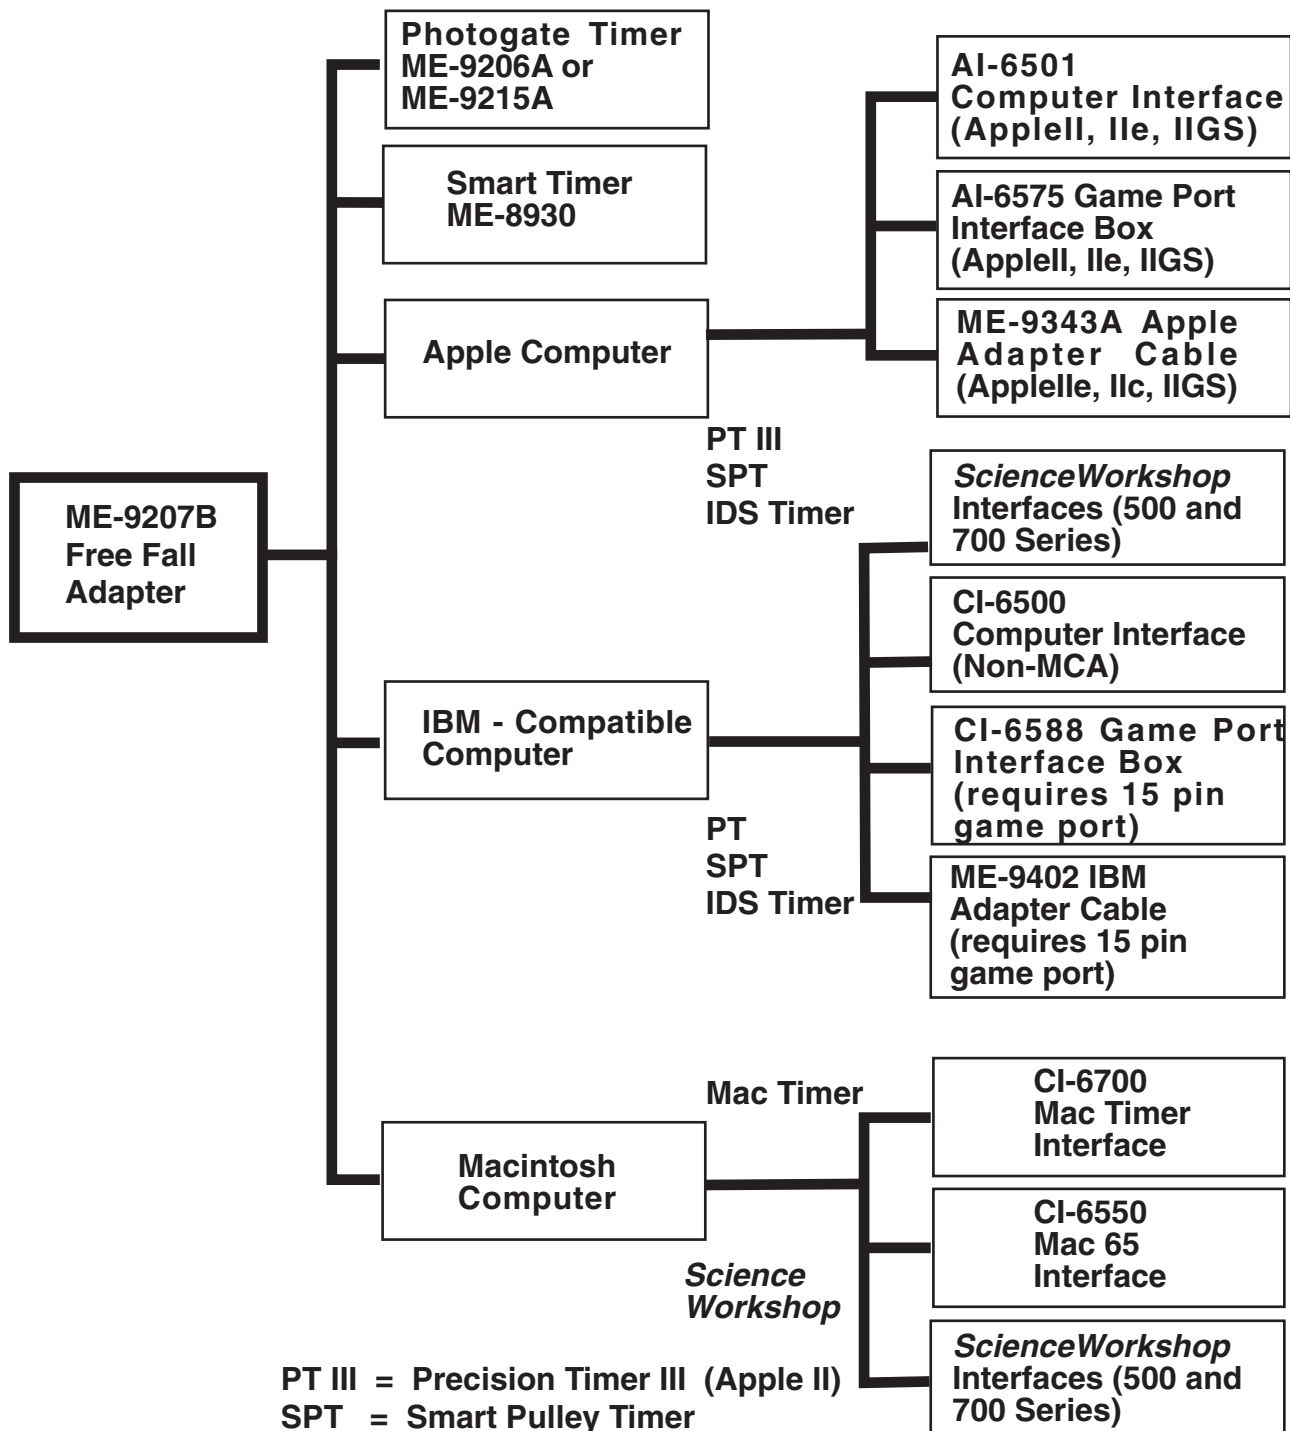 Photogate Timer
ME-9206A or
ME-9215A
Smart Timer
ME-8930
Apple Computer
AI-6501
Computer Interface
(AppleII, IIe, IIGS)
AI-6575 Game Port
Interface Box
(AppleII, IIe, IIGS)
ME-9343A Apple
Adapter Cable
(AppleIIe, IIc, IIGS)
PT III
SPT
IDS Timer
ME-9207B
Free Fall
Adapter
ScienceWorkshop
Interfaces (500 and
700 Series)
CI-6500
Computer Interface
(Non-MCA)
IBM - Compatible
Computer
CI-6588 Game Port
Interface Box
(requires 15 pin
game port)
PT
SPT
IDS Timer
ME-9402 IBM
Adapter Cable
(requires 15 pin
game port)
Mac Timer
CI-6700
Mac Timer
Interface
Macintosh
Computer
CI-6550
Mac 65
Interface
Science
Workshop
ScienceWorkshop
Interfaces (500 and
700 Series)
PT III = Precision Timer III (Apple II)
SPT = Smart Pulley Timer